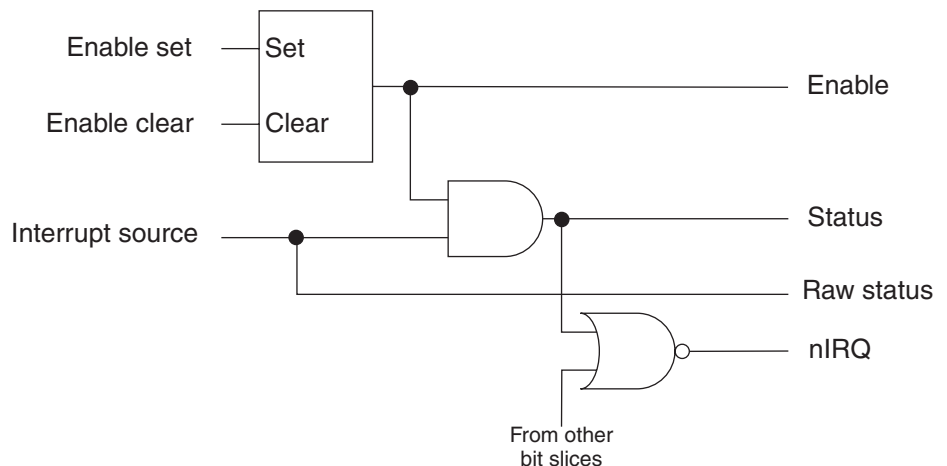 Enable set
Set
Enable
Enable clear
Clear
Status
Interrupt source
Raw status
nIRQ
From other
bit slices